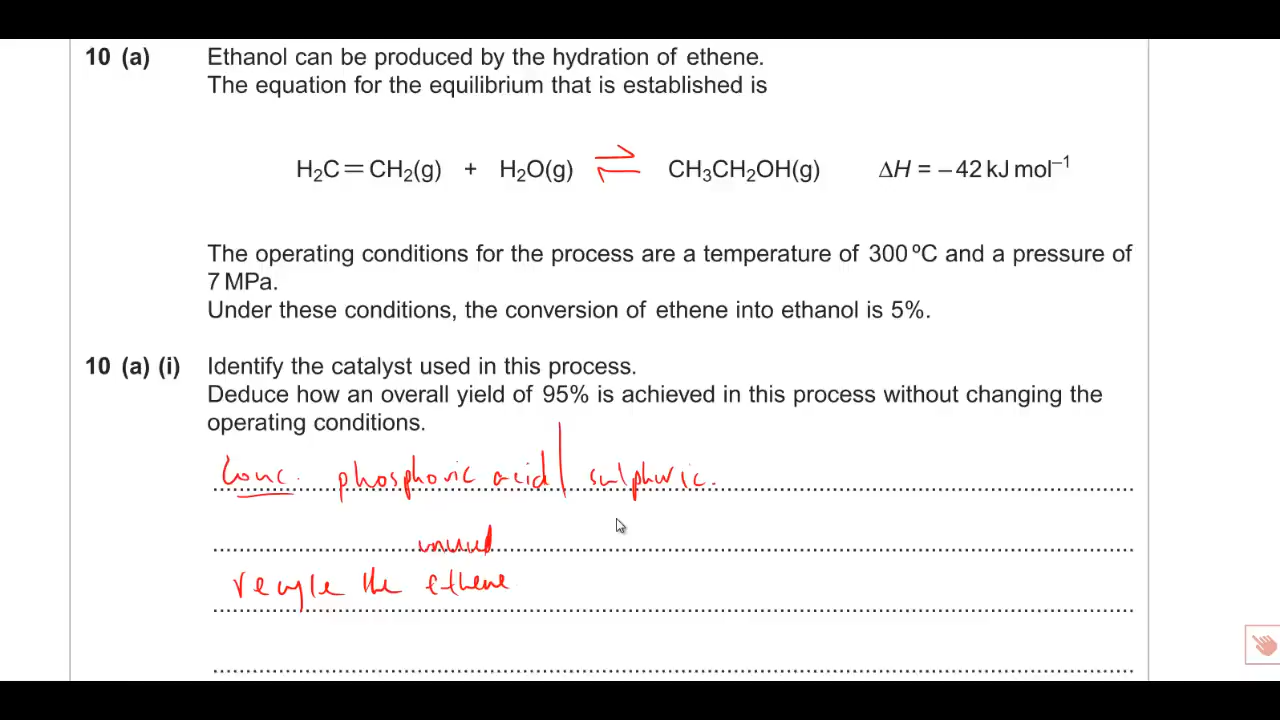 10 (a) Ethanol can be produced by the hydration of ethene.
The equation for the equilibrium that is established is
H₂C=CH₂(g) + H₂O(g) ⇌ CH₃CH₂OH(g) ΔH = –42 kJ mol⁻¹
The operating conditions for the process are a temperature of 300 ºC and a pressure of
7 MPa.
Under these conditions, the conversion of ethene into ethanol is 5%.
10 (a) (i) Identify the catalyst used in this process.
Deduce how an overall yield of 95% is achieved in this process without changing the
operating conditions.
Conc. phosphoric acid | sulphuric.
unused
recycle the ethene